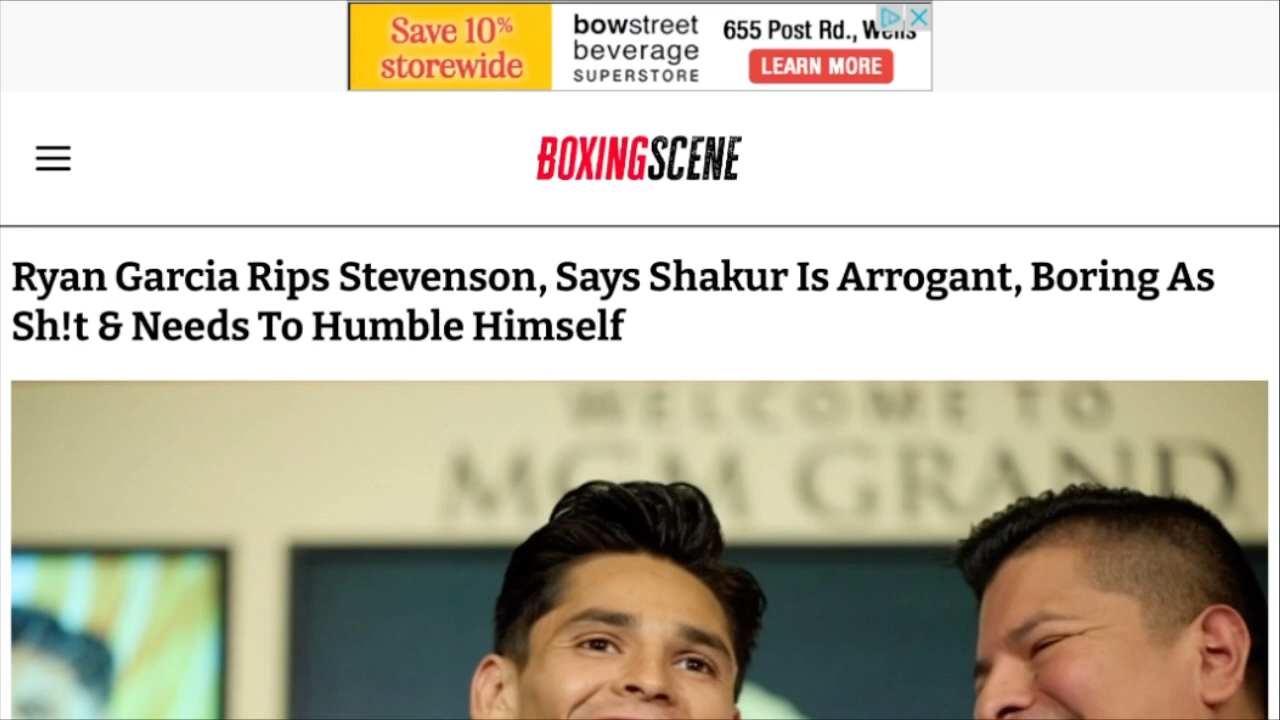 Save 10%
storewide
bowstreet
beverage
SUPERSTORE
655 Post Rd., Wells
LEARN MORE
BOXINGSCENE
Ryan Garcia Rips Stevenson, Says Shakur Is Arrogant, Boring As
Sh!t & Needs To Humble Himself
WELCOME TO
MGM GRAND